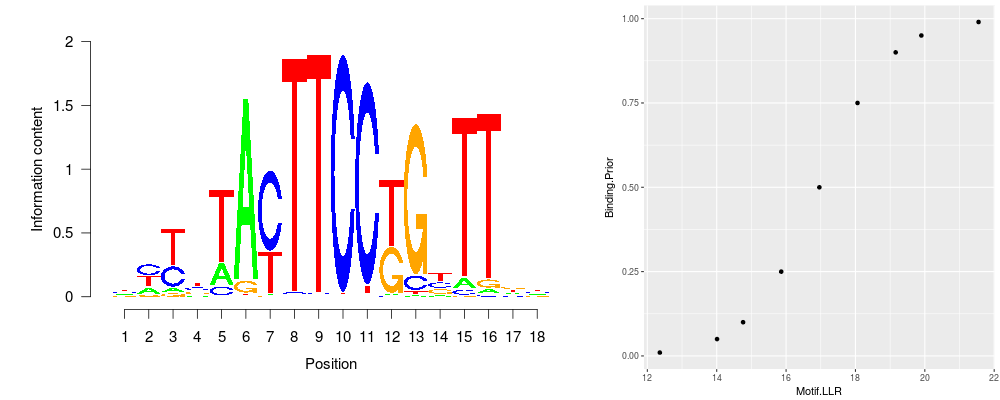 2
1.5
1
0.5
0
Information content
1 2 3 4 5 6 7 8 9 10 11 12 13 14 15 16 17 18
Position
T
C
T
A
T
C
A
T
A
C
A
G
C
T
T
T
C
C
T
G
G
C
T
A
T
G
1.00
0.75
0.50
0.25
0.00
Binding.Prior
12 14 16 18 20 22
Motif.LLR